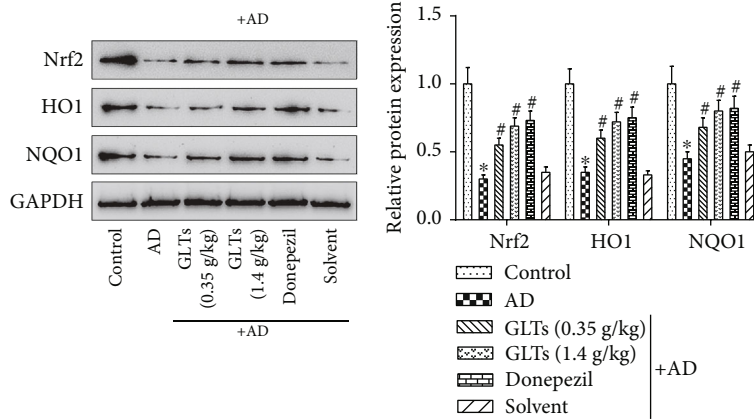 +AD
Nrf2
HO1
NQO1
GAPDH
Control
AD
GLTs
(0.35 g/kg)
GLTs
(1.4 g/kg)
Donepezil
Solvent
+AD
Relative protein expression
1.5
1.0
0.5
0.0
* # # #
* # # #
* # # #
Nrf2 HO1 NQO1
Control
AD
GLTs (0.35 g/kg)
GLTs (1.4 g/kg)
Donepezil
Solvent
+AD